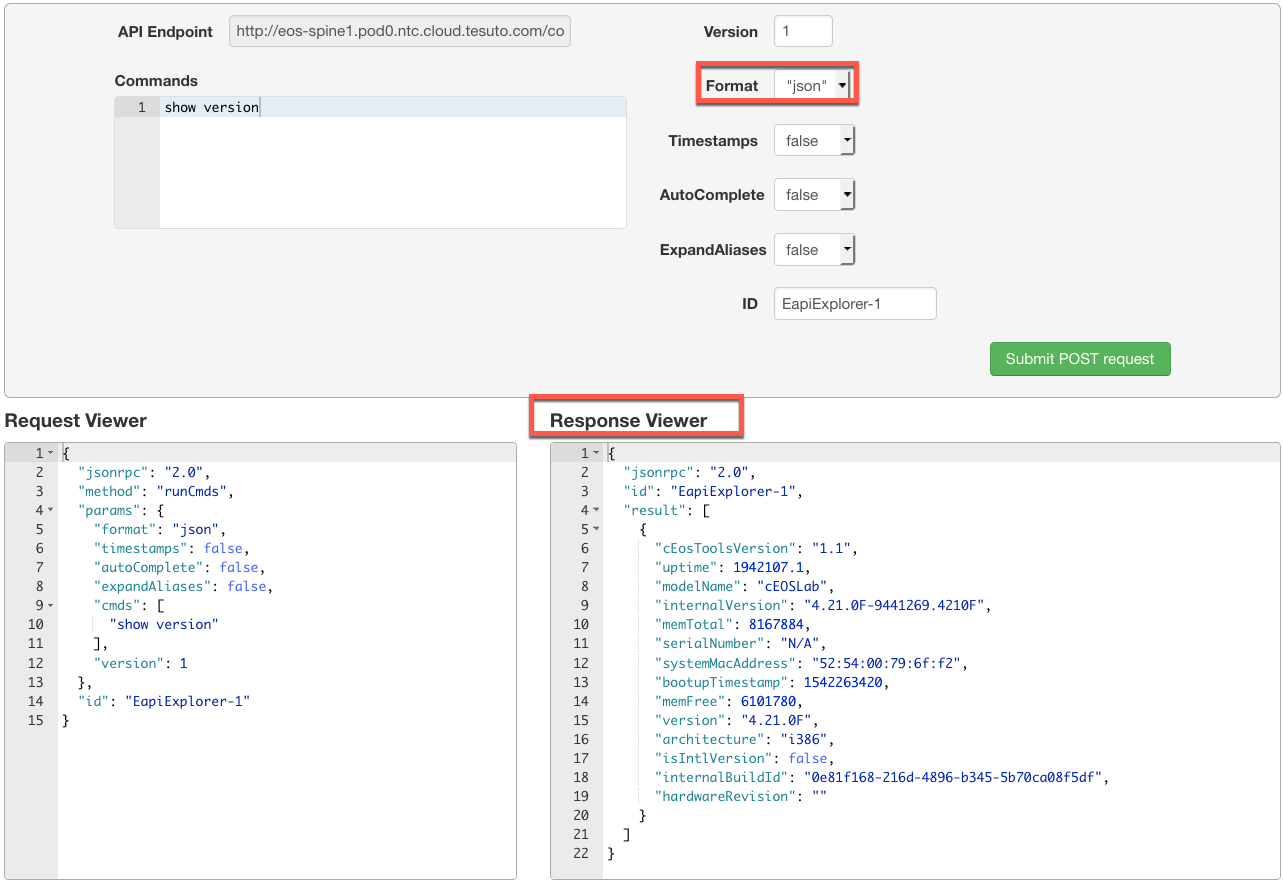 API Endpoint http://eos-spine1.pod0.ntc.cloud.tesuto.com/co
Version 1
Commands
1 show version
Format "json"
Timestamps false
AutoComplete false
ExpandAliases false
ID EapiExplorer-1
Submit POST request
Request Viewer
1 {
2 "jsonrpc": "2.0",
3 "method": "runCmds",
4 "params": {
5 "format": "json",
6 "timestamps": false,
7 "autoComplete": false,
8 "expandAliases": false,
9 "cmds": [
10 "show version"
11 ],
12 "version": 1
13 },
14 "id": "EapiExplorer-1"
15 }
Response Viewer
1 {
2 "jsonrpc": "2.0",
3 "id": "EapiExplorer-1",
4 "result": [
5 {
6 "cEosToolsVersion": "1.1",
7 "uptime": 1942107.1,
8 "modelName": "cEOSLab",
9 "internalVersion": "4.21.0F-9441269.4210F",
10 "memTotal": 8167884,
11 "serialNumber": "N/A",
12 "systemMacAddress": "52:54:00:79:6f:f2",
13 "bootupTimestamp": 1542263420,
14 "memFree": 6101780,
15 "version": "4.21.0F",
16 "architecture": "i386",
17 "isIntlVersion": false,
18 "internalBuildId": "0e81f168-216d-4896-b345-5b70ca08f5df",
19 "hardwareRevision": ""
20 }
21 ]
22 }